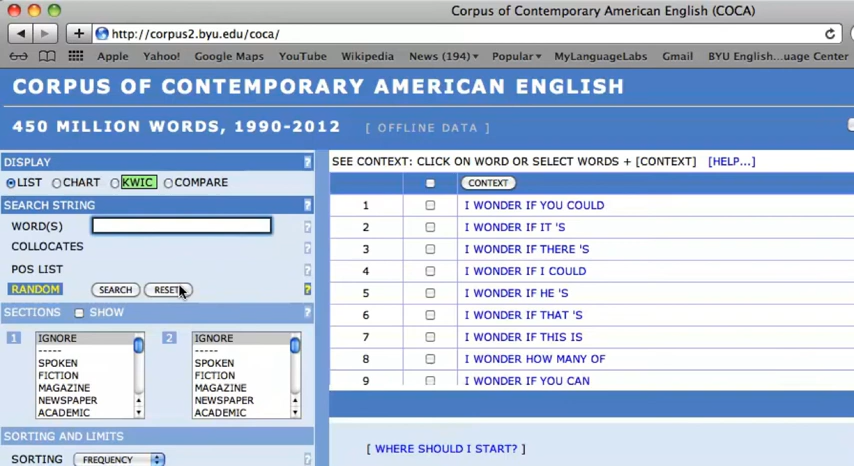 Corpus of Contemporary American English (COCA)
http://corpus2.byu.edu/coca/
Apple Yahoo! Google Maps YouTube Wikipedia News (194) Popular MyLanguageLabs Gmail BYU English...uage Center
CORPUS OF CONTEMPORARY AMERICAN ENGLISH
450 MILLION WORDS, 1990-2012 [ OFFLINE DATA ]
DISPLAY ?
LIST CHART KWIC COMPARE
SEARCH STRING ?
WORD(S) ?
COLLOCATES ?
POS LIST ?
RANDOM SEARCH RESET ?
SECTIONS SHOW ?
1 IGNORE
-----
SPOKEN
FICTION
MAGAZINE
NEWSPAPER
ACADEMIC
2 IGNORE
-----
SPOKEN
FICTION
MAGAZINE
NEWSPAPER
ACADEMIC
SORTING AND LIMITS ?
SORTING FREQUENCY
SEE CONTEXT: CLICK ON WORD OR SELECT WORDS + [CONTEXT] [HELP...]
CONTEXT
1 I WONDER IF YOU COULD
2 I WONDER IF IT 'S
3 I WONDER IF THERE 'S
4 I WONDER IF I COULD
5 I WONDER IF HE 'S
6 I WONDER IF THAT 'S
7 I WONDER IF THIS IS
8 I WONDER HOW MANY OF
9 I WONDER IF YOU CAN
[ WHERE SHOULD I START? ]